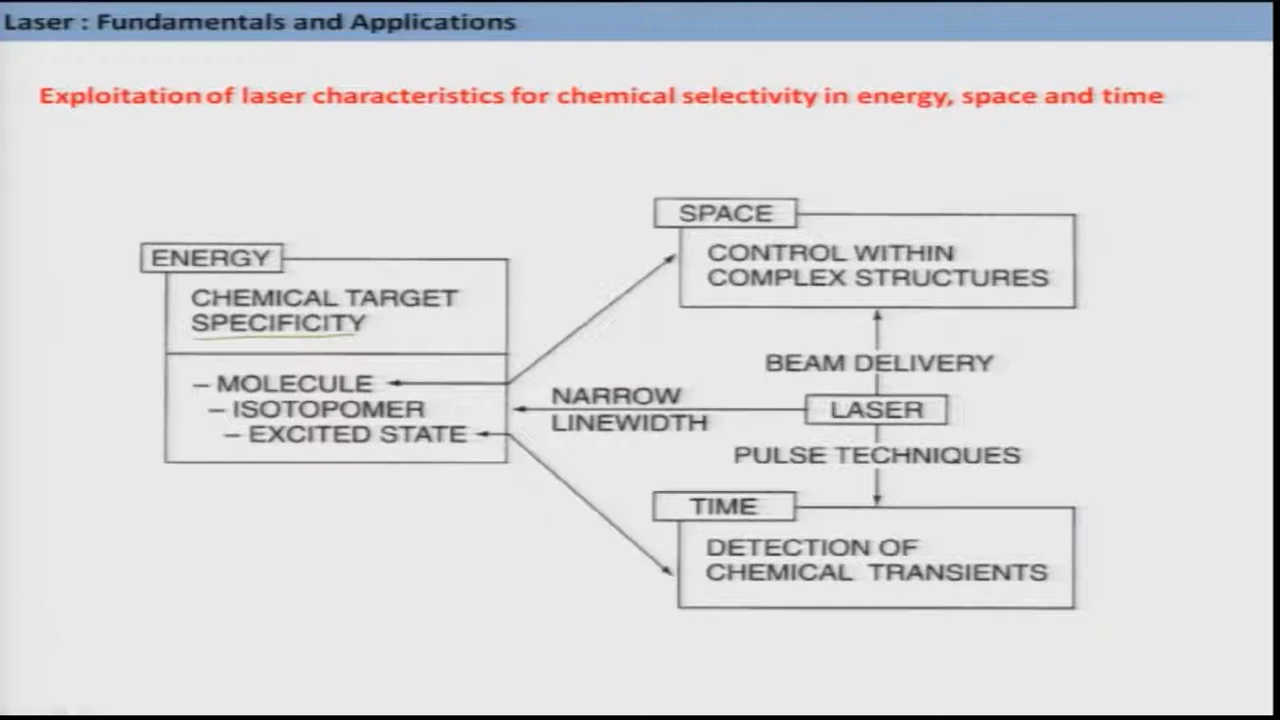 Laser : Fundamentals and Applications
Exploitation of laser characteristics for chemical selectivity in energy, space and time
SPACE
CONTROL WITHIN
COMPLEX STRUCTURES
ENERGY
CHEMICAL TARGET
SPECIFICITY
– MOLECULE
– ISOTOPOMER
– EXCITED STATE
NARROW
LINEWIDTH
BEAM DELIVERY
LASER
PULSE TECHNIQUES
TIME
DETECTION OF
CHEMICAL TRANSIENTS